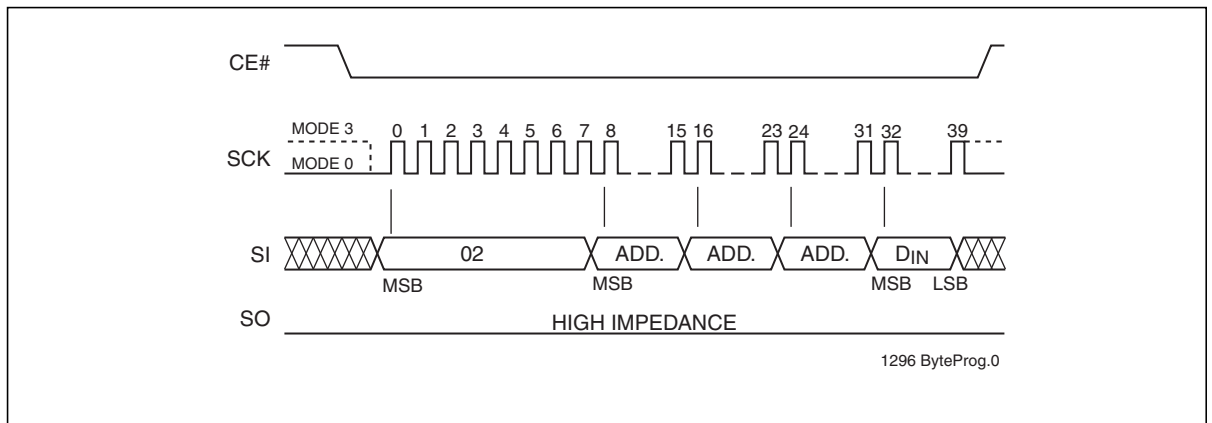 CE#
MODE 3
0 1 2 3 4 5 6 7 8 15 16 23 24 31 32 39
SCK
MODE 0
SI
02 ADD. ADD. ADD. DIN
MSB MSB MSB LSB
SO
HIGH IMPEDANCE
1296 ByteProg.0